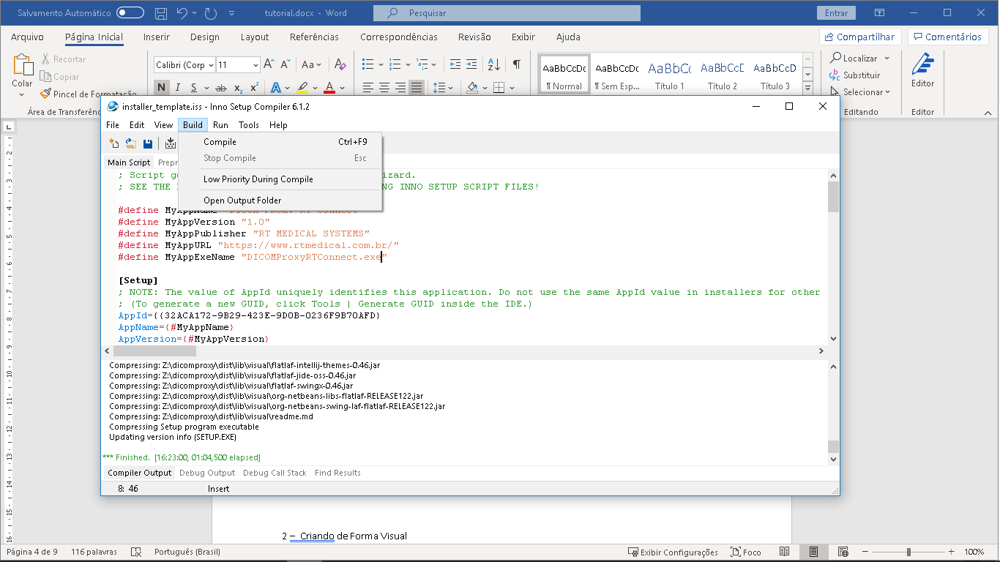 Salvamento Automático
tutorial.docx - Word
Pesquisar
Entrar
Arquivo Página Inicial Inserir Design Layout Referências Correspondências Revisão Exibir Ajuda
Compartilhar Comentários
Colar
Recortar
Copiar
Pincel de Formatação
Área de Transferênc
Calibri (Corp 11
N I S ab x₂ x²
AaBbCcDc AaBbCcDc AaBbCc AaBbCcC AaBbCcD
¶ Normal ¶ Sem Esp... Título 1 Título 2 Título 3
Localizar
Substituir
Selecionar
Editando
Editor
Editor
installer_template.iss - Inno Setup Compiler 6.1.2
File Edit View Build Run Tools Help
Compile Ctrl+F9
Stop Compile Esc
Low Priority During Compile
Open Output Folder
Main Script Prepr
; Script ge izard.
; SEE THE NG INNO SETUP SCRIPT FILES!
#define MyAppName "DICOM PROXY RT Connect"
#define MyAppVersion "1.0"
#define MyAppPublisher "RT MEDICAL SYSTEMS"
#define MyAppURL "https://www.rtmedical.com.br/"
#define MyAppExeName "DICOMProxyRTConnect.exe"
[Setup]
; NOTE: The value of AppId uniquely identifies this application. Do not use the same AppId value in installers for other
; (To generate a new GUID, click Tools | Generate GUID inside the IDE.)
AppId={{32ACA172-9B29-423E-9D0B-0236F9B70AFD}
AppName={#MyAppName}
AppVersion={#MyAppVersion}
Compressing: Z:\dicomproxy\dist\lib\visual\flatlaf-intellij-themes-0.46.jar
Compressing: Z:\dicomproxy\dist\lib\visual\flatlaf-jide-oss-0.46.jar
Compressing: Z:\dicomproxy\dist\lib\visual\flatlaf-swingx-0.46.jar
Compressing: Z:\dicomproxy\dist\lib\visual\org-netbeans-libs-flatlaf-RELEASE122.jar
Compressing: Z:\dicomproxy\dist\lib\visual\org-netbeans-swing-laf-flatlaf-RELEASE122.jar
Compressing: Z:\dicomproxy\dist\lib\visual\readme.md
Compressing Setup program executable
Updating version info (SETUP.EXE)
*** Finished. [16:23:00, 01:04,500 elapsed]
Compiler Output Debug Output Debug Call Stack Find Results
8: 46 Insert
2 – Criando de Forma Visual
Página 4 de 9 116 palavras Português (Brasil) Exibir Configurações Foco 100%